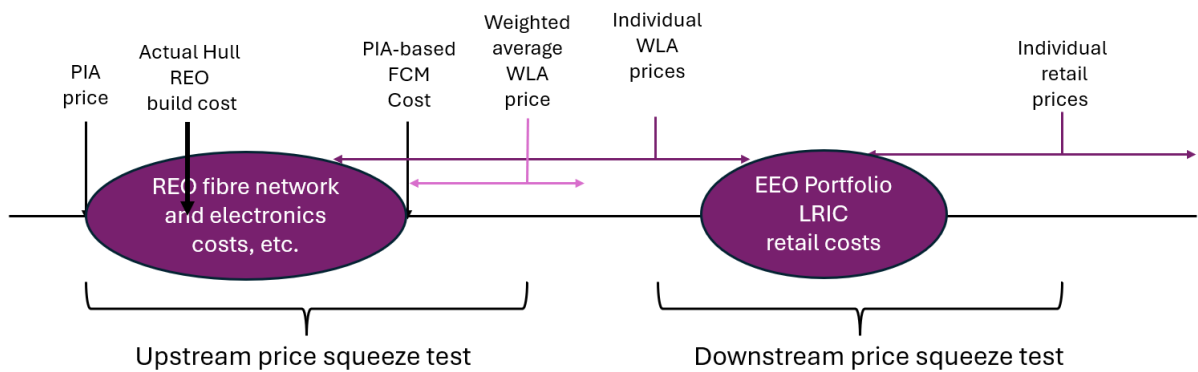 PIA
price
Actual Hull
REO
build cost
PIA-based
FCM
Cost
Weighted
average
WLA
price
Individual
WLA
prices
Individual
retail
prices
REO fibre network
and electronics
costs, etc.
EEO Portfolio
LRIC
retail costs
Upstream price squeeze test
Downstream price squeeze test